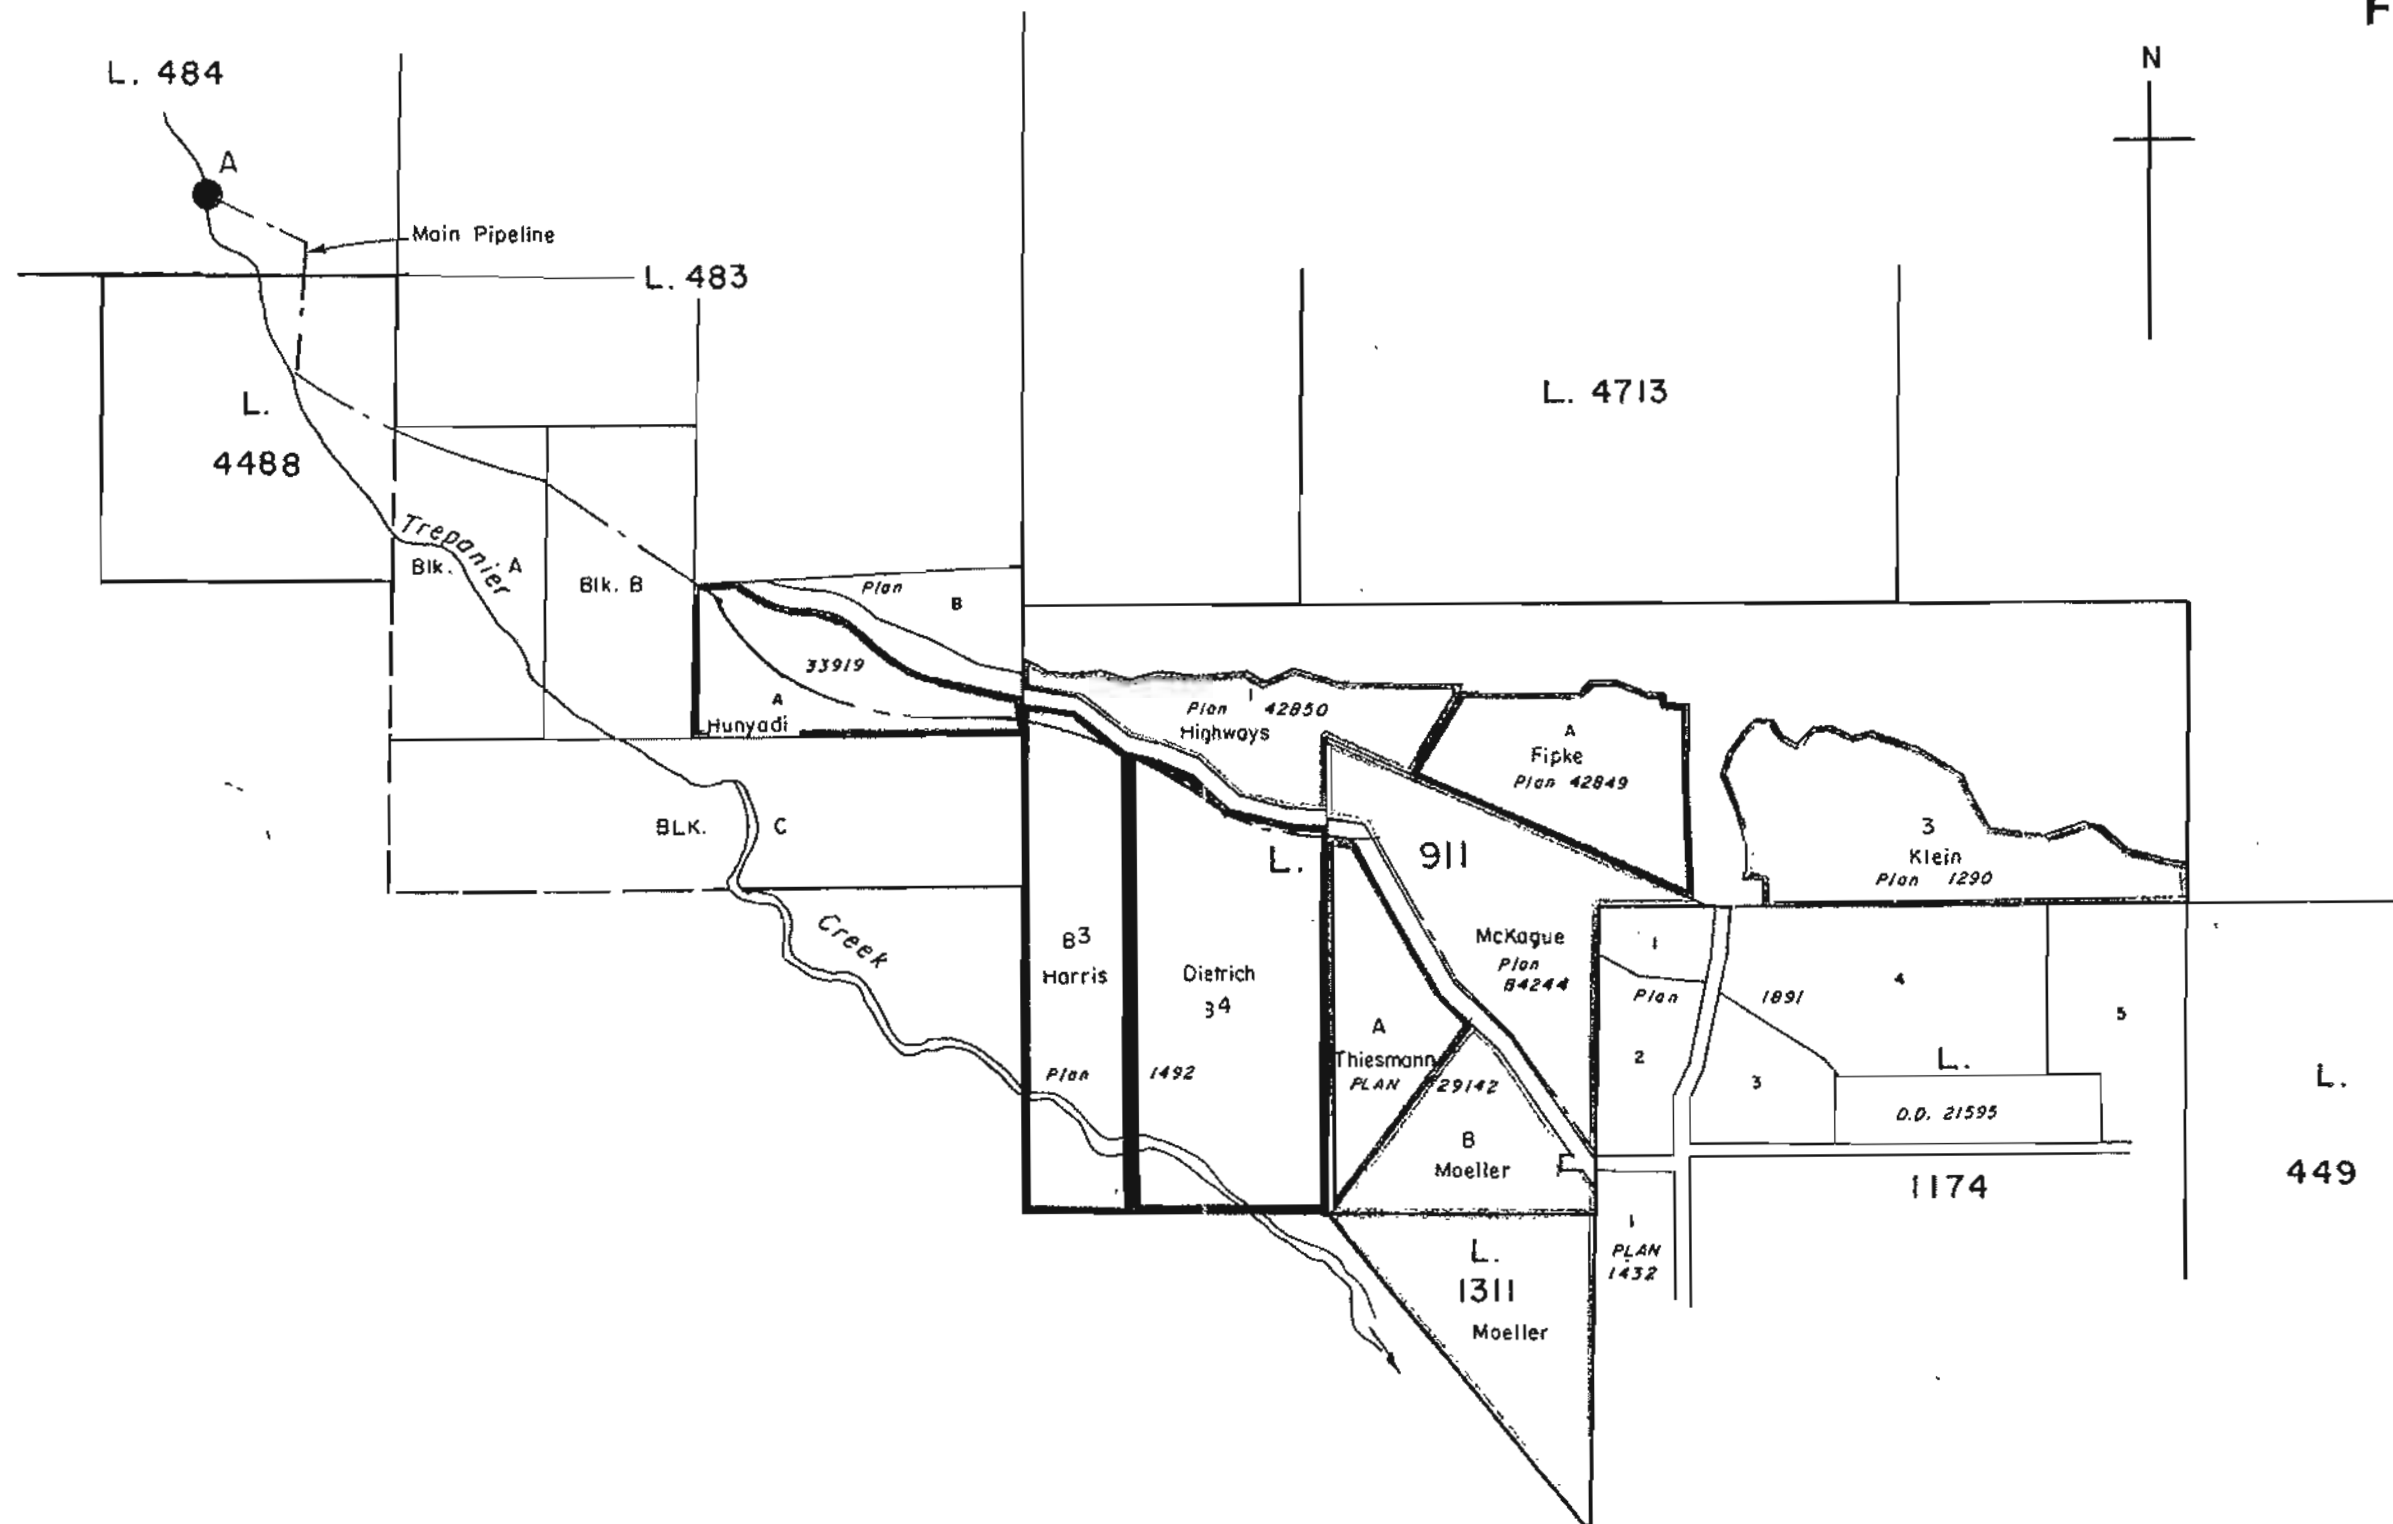 F
N
L. 484
A
Main Pipeline
L. 483
L. 4713
L.
4488
Trepanier
Blk. A
Blk. B
Plan
B
33919
A
Hunyadi
1
Plan 42850
Highways
A
Fipke
Plan 42849
BLK. C
L. 911
3
Klein
Plan 1290
Creek
B3
Harris
Dietrich
4
McKague
Plan
84244
1
Plan 1891
4
5
2
3
A
Thiesmann
PLAN 29142
Plan 1492
L.
1174
D.D. 21595
L.
449
B
Moeller
L.
1311
Moeller
1
PLAN
1432